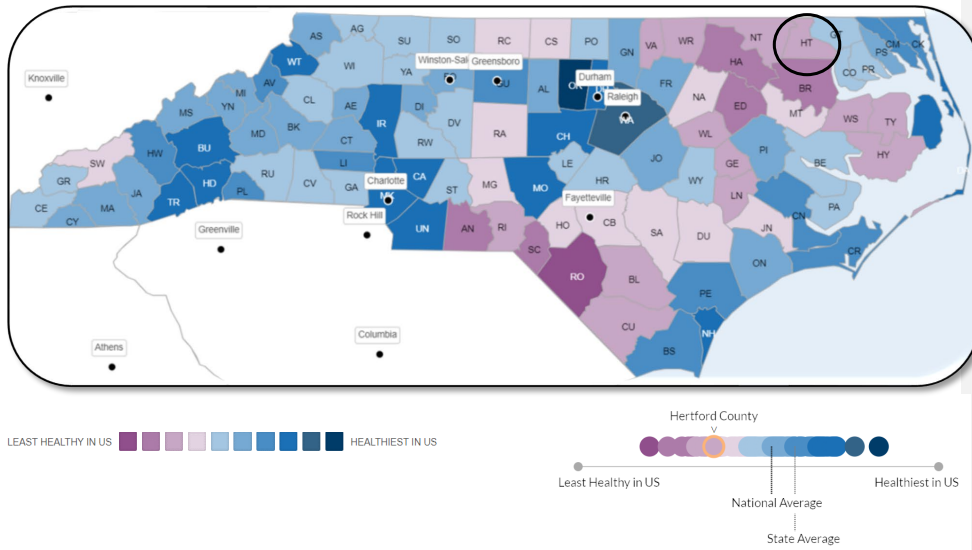 AS
AG
SU
SO
RC
CS
PO
GN
VA
WR
NT
HT
GT
CM
CK
PS
WT
WI
YA
Winston-Sal
Greensboro
GU
AL
Durham
HA
CO
PR
Knoxville
AV
MI
YN
MS
CL
AE
DI
Raleigh
WA
FR
NA
ED
BR
MT
WS
TY
BU
MD
BK
CT
IR
RW
DV
RA
CH
WL
HY
SW
HW
LI
LE
JO
GE
PI
BE
GR
JA
HD
PL
RU
CV
GA
Charlotte
CA
ST
MG
MO
HR
WY
LN
CE
CY
MA
TR
MK
Fayetteville
CN
PA
Greenville
Rock Hill
UN
AN
RI
SC
HO
CB
SA
DU
JN
CR
RO
BL
PE
ON
Columbia
CU
NH
BS
Athens
Hertford County
LEAST HEALTHY IN US
HEALTHIEST IN US
Least Healthy in US
Healthiest in US
National Average
State Average